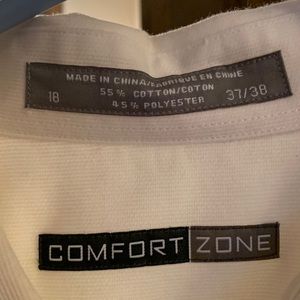 MADE IN CHINA/FABRIQUE EN CHINE
18 55% COTTON/COTON 37/38
45% POLYESTER
COMFORT ZONE